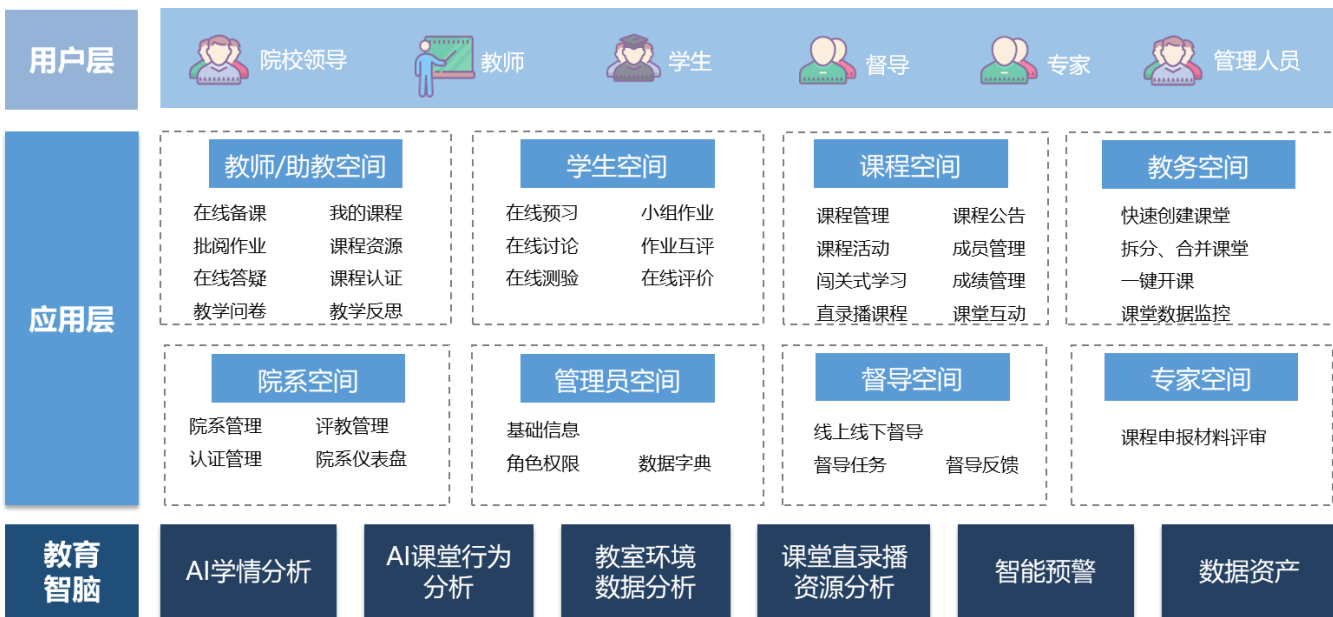 用户层
院校领导
教师
学生
督导
专家
管理人员
应用层
教师/助教空间
在线备课 我的课程
批阅作业 课程资源
在线答疑 课程认证
教学问卷 教学反思
学生空间
在线预习 小组作业
在线讨论 作业互评
在线测验 在线评价
课程空间
课程管理 课程公告
课程活动 成员管理
闯关式学习 成绩管理
直录播课程 课堂互动
教务空间
快速创建课堂
拆分、合并课堂
一键开课
课堂数据监控
院系空间
院系管理 评教管理
认证管理 院系仪表盘
管理员空间
基础信息
角色权限 数据字典
督导空间
线上线下督导
督导任务 督导反馈
专家空间
课程申报材料评审
教育
智脑
AI学情分析
AI课堂行为
分析
教室环境
数据分析
课堂直录播
资源分析
智能预警
数据资产